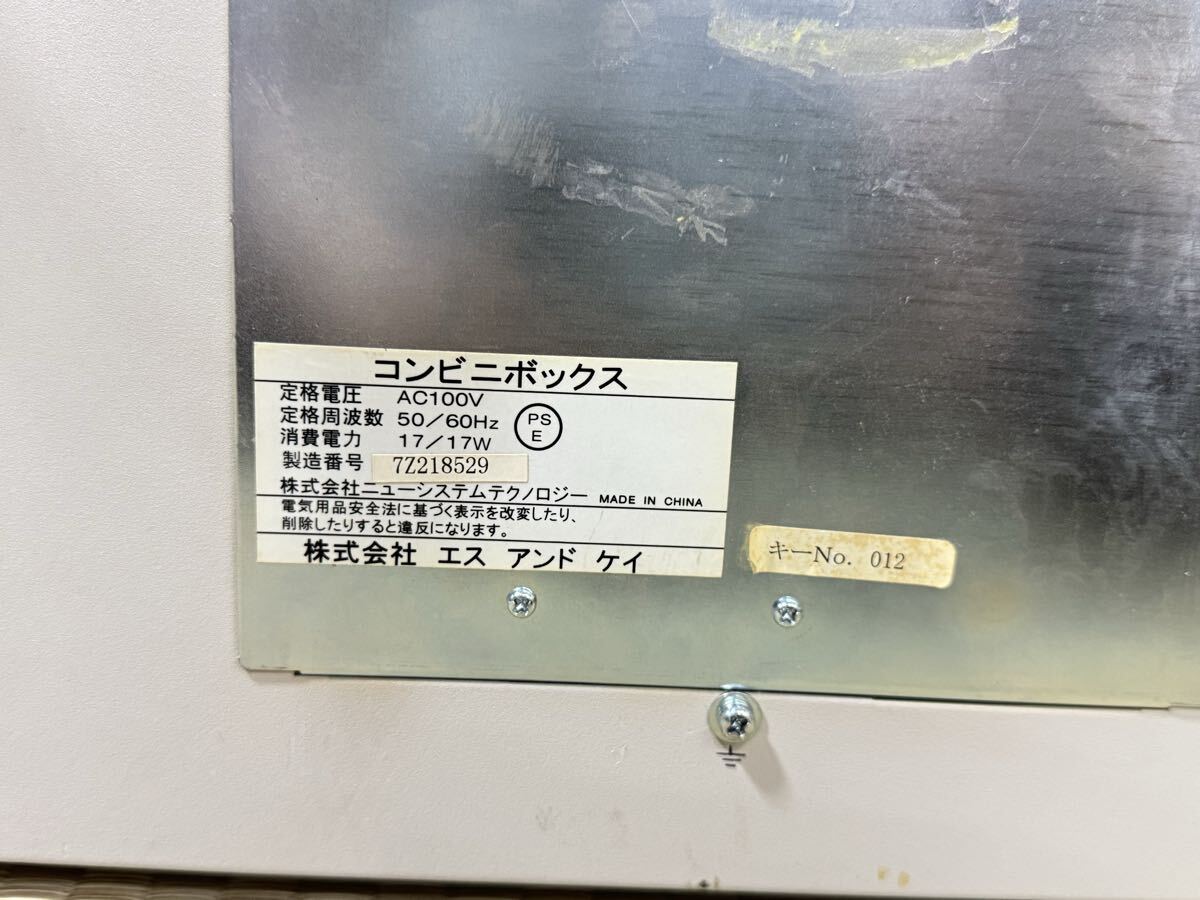 コンビニボックス
定格電圧 AC100V
定格周波数 50/60Hz
PS
E
消費電力 17/17W
製造番号 7Z218529
株式会社ニューシステムテクノロジー MADE IN CHINA
電気用品安全法に基づく表示を改変したり、
削除したりすると違反になります。
株式会社 エス アンド ケイ
キーNo. 012